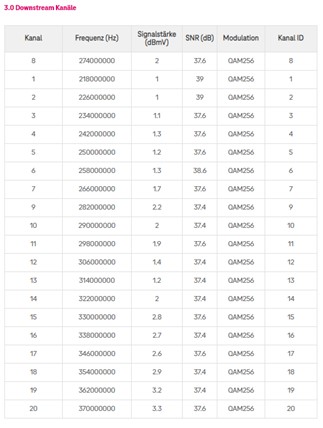 3.0 Downstream Kanäle
Kanal Frequenz (Hz) Signalstärke (dBmV) SNR (dB) Modulation Kanal ID
8 274000000 2 37.6 QAM256 8
1 218000000 1 39 QAM256 1
2 226000000 1 39 QAM256 2
3 234000000 1.1 37.6 QAM256 3
4 242000000 1.3 37.6 QAM256 4
5 250000000 1.2 37.6 QAM256 5
6 258000000 1.3 38.6 QAM256 6
7 266000000 1.7 37.6 QAM256 7
9 282000000 2.2 37.4 QAM256 9
10 290000000 2 37.4 QAM256 10
11 298000000 1.9 37.6 QAM256 11
12 306000000 1.4 37.4 QAM256 12
13 314000000 1.2 37.4 QAM256 13
14 322000000 2 37.4 QAM256 14
15 330000000 2.8 37.6 QAM256 15
16 338000000 2.7 37.4 QAM256 16
17 346000000 2.6 37.6 QAM256 17
18 354000000 2.9 37.4 QAM256 18
19 362000000 3.2 37.4 QAM256 19
20 370000000 3.3 37.6 QAM256 20